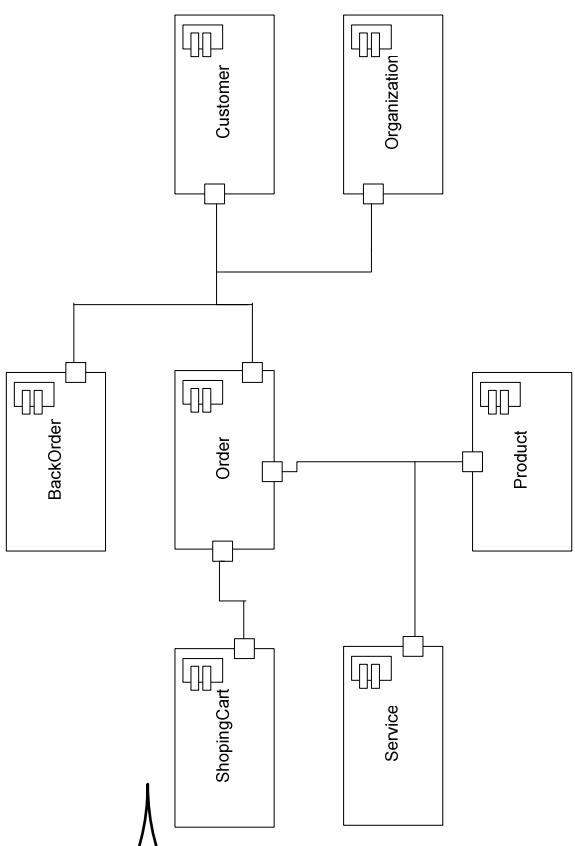 Customer
Organization
BackOrder
Order
Product
ShopingCart
Service